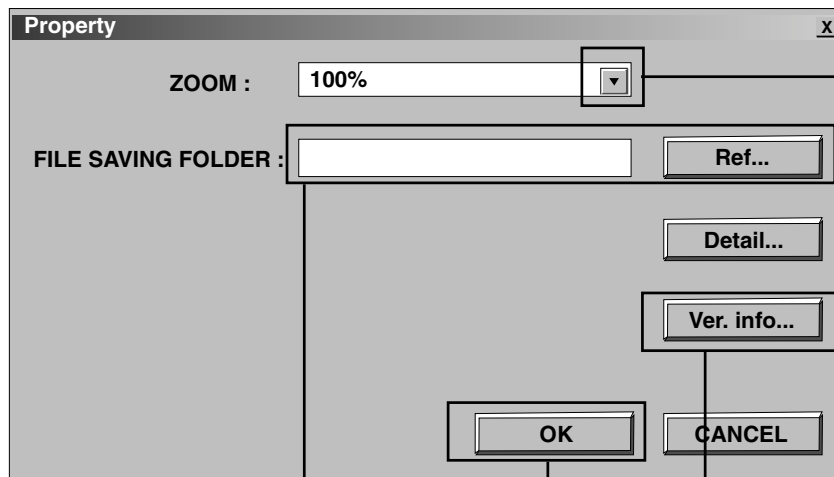 Property X
ZOOM : 100%
FILE SAVING FOLDER : Ref...
Detail...
Ver. info...
OK CANCEL